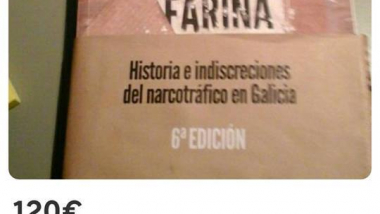 FARIÑA
Historia e indiscreciones
del narcotráfico en Galicia
6ª EDICIÓN
120€